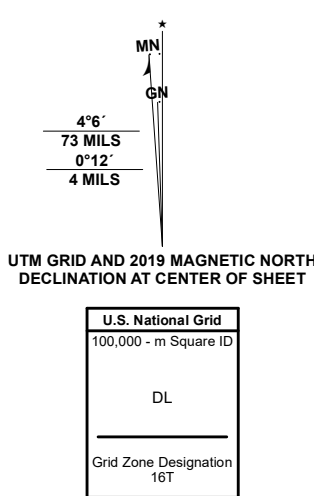 ★
MN
GN
4°6´
73 MILS
0°12´
4 MILS
UTM GRID AND 2019 MAGNETIC NORTH
DECLINATION AT CENTER OF SHEET
U.S. National Grid
100,000 - m Square ID
DL
Grid Zone Designation
16T